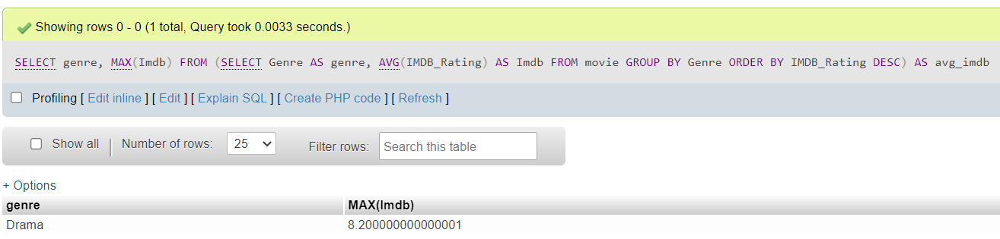 Showing rows 0 - 0 (1 total, Query took 0.0033 seconds.)
SELECT genre, MAX(Imdb) FROM (SELECT Genre AS genre, AVG(IMDB_Rating) AS Imdb FROM movie GROUP BY Genre ORDER BY IMDB_Rating DESC) AS avg_imdb
Profiling [ Edit inline ] [ Edit ] [ Explain SQL ] [ Create PHP code ] [ Refresh ]
Show all | Number of rows: 25 Filter rows: Search this table
+ Options
genre MAX(Imdb)
Drama 8.200000000000001